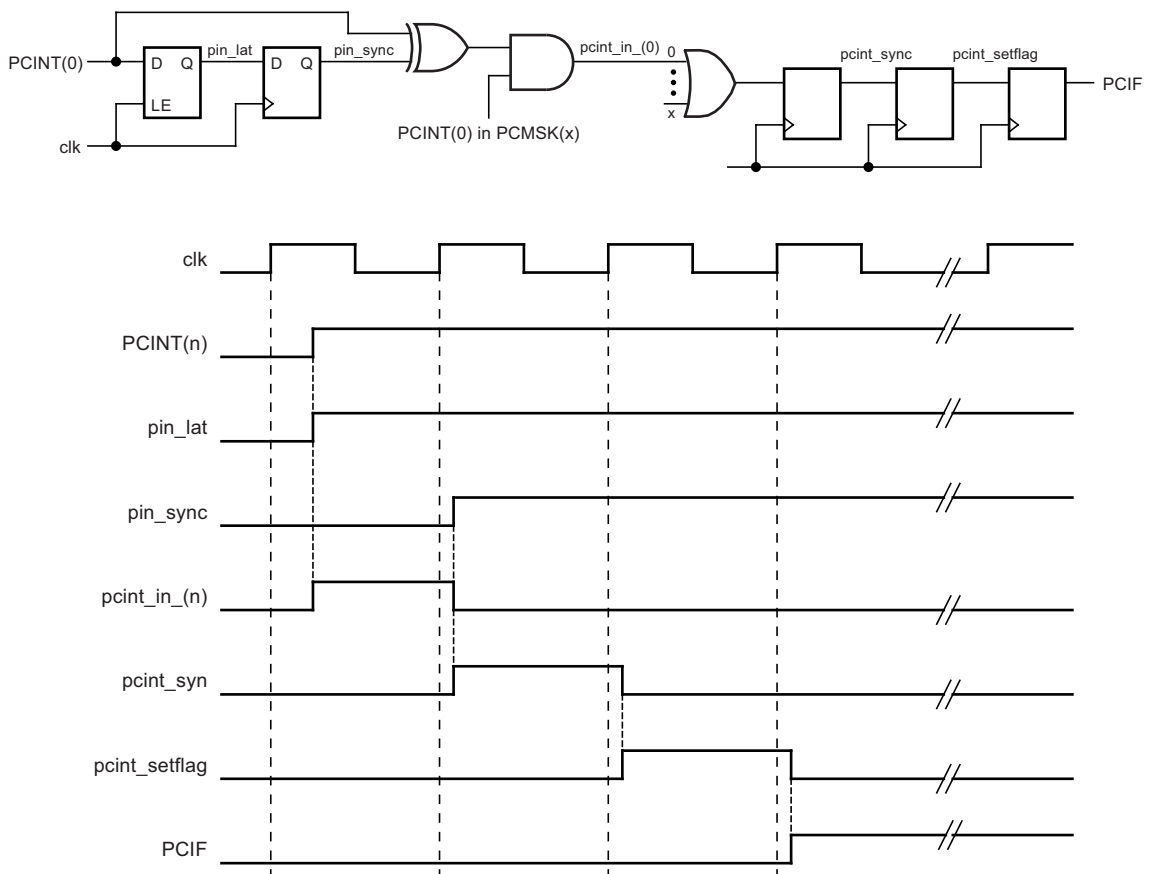 PCINT(0)
pin_lat
pin_sync
pcint_in_(0)
0
x
pcint_sync
pcint_setflag
PCIF
D Q
LE
D Q
clk
PCINT(0) in PCMSK(x)
clk
PCINT(n)
pin_lat
pin_sync
pcint_in_(n)
pcint_syn
pcint_setflag
PCIF